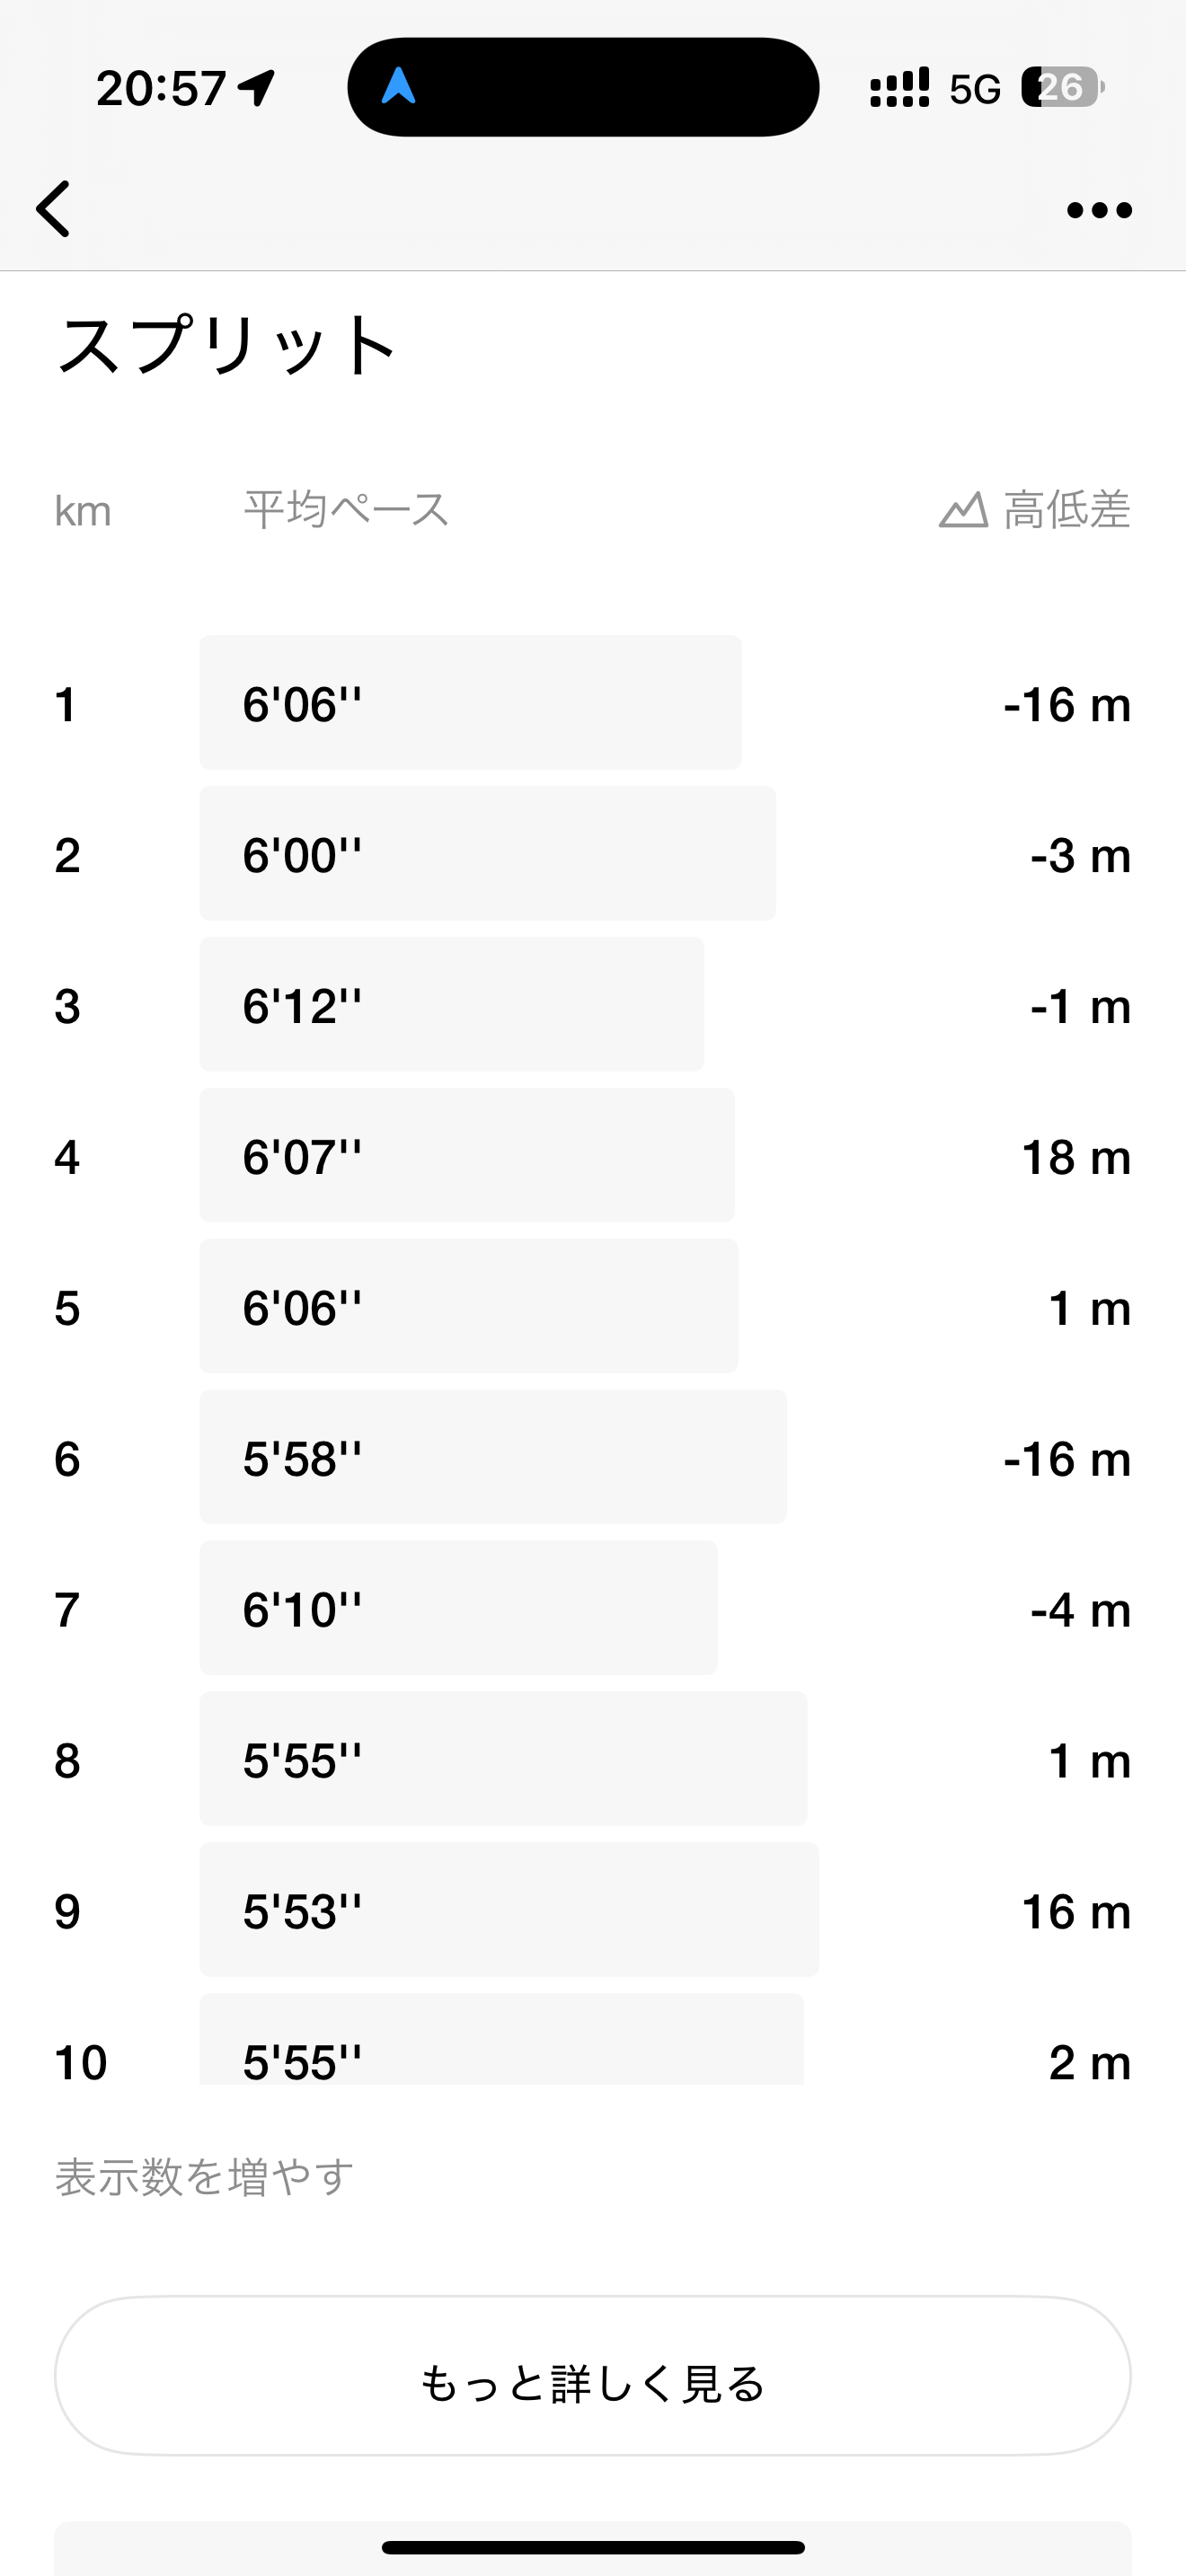 20:57 5G 26
スプリット
km 平均ペース 高低差
1 6'06'' -16 m
2 6'00'' -3 m
3 6'12'' -1 m
4 6'07'' 18 m
5 6'06'' 1 m
6 5'58'' -16 m
7 6'10'' -4 m
8 5'55'' 1 m
9 5'53'' 16 m
10 5'55'' 2 m
表示数を増やす
もっと詳しく見る